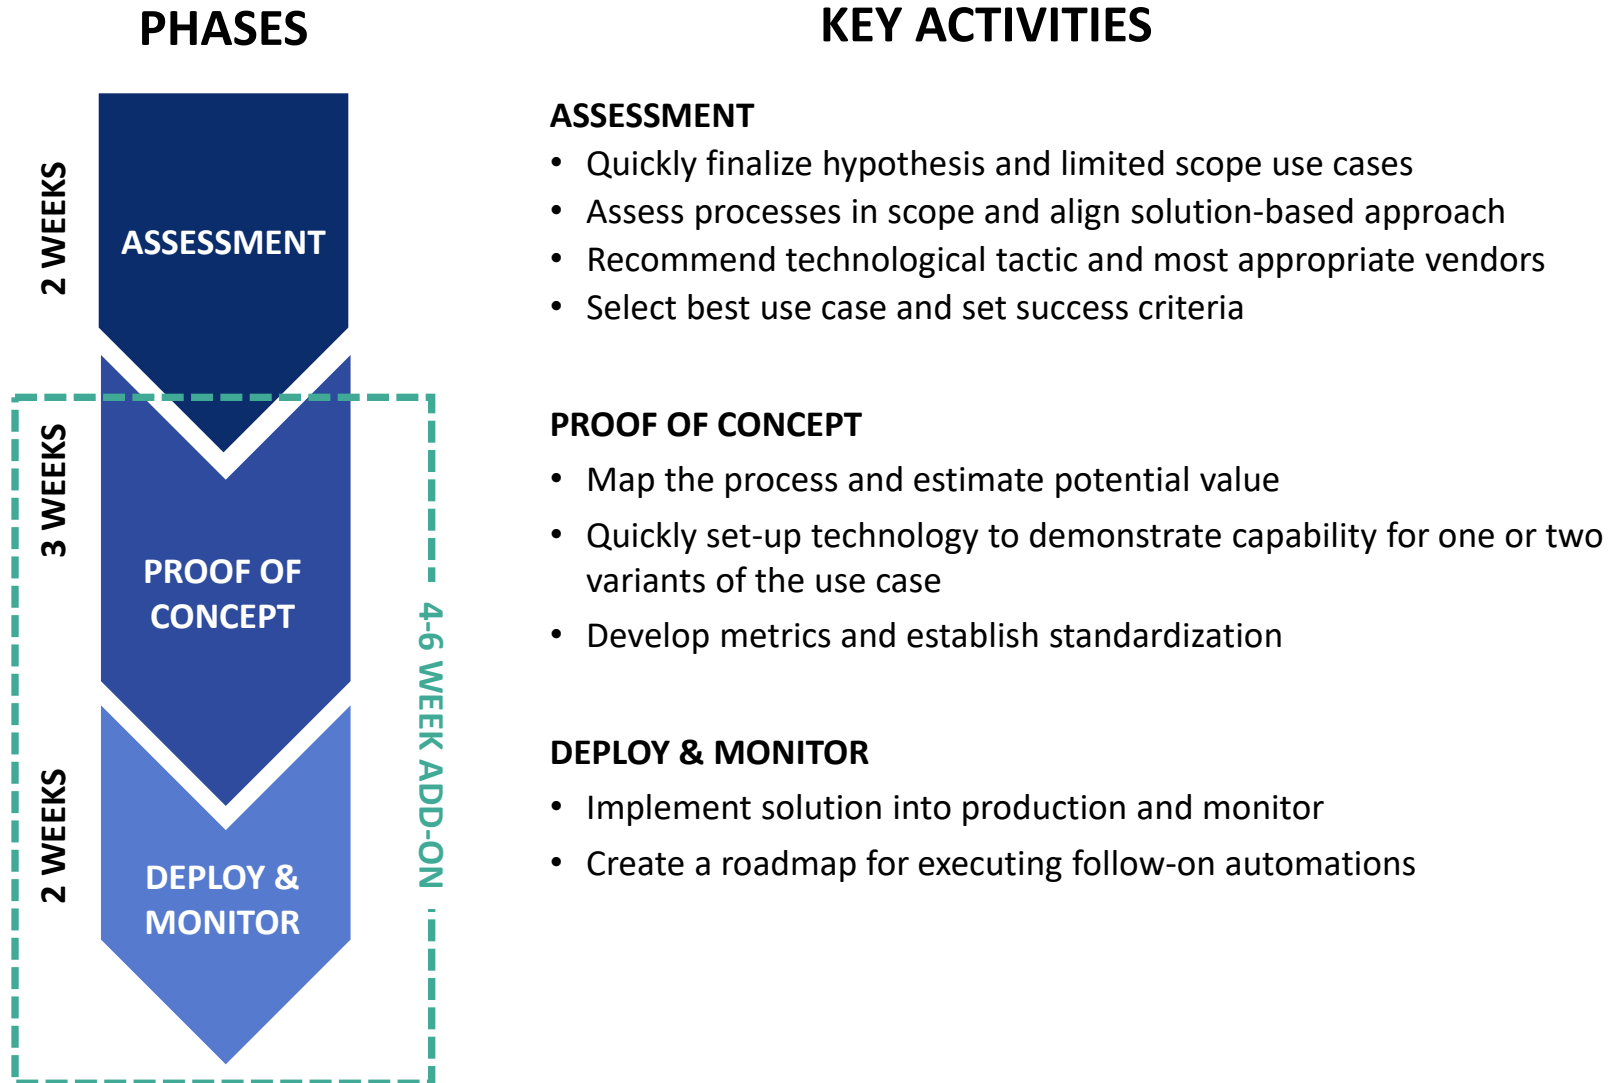 PHASES
2 WEEKS
ASSESSMENT
3 WEEKS
PROOF OF
CONCEPT
2 WEEKS
DEPLOY &
MONITOR
4-6 WEEK ADD-ON
KEY ACTIVITIES
ASSESSMENT
• Quickly finalize hypothesis and limited scope use cases
• Assess processes in scope and align solution-based approach
• Recommend technological tactic and most appropriate vendors
• Select best use case and set success criteria
PROOF OF CONCEPT
• Map the process and estimate potential value
• Quickly set-up technology to demonstrate capability for one or two
variants of the use case
• Develop metrics and establish standardization
DEPLOY & MONITOR
• Implement solution into production and monitor
• Create a roadmap for executing follow-on automations